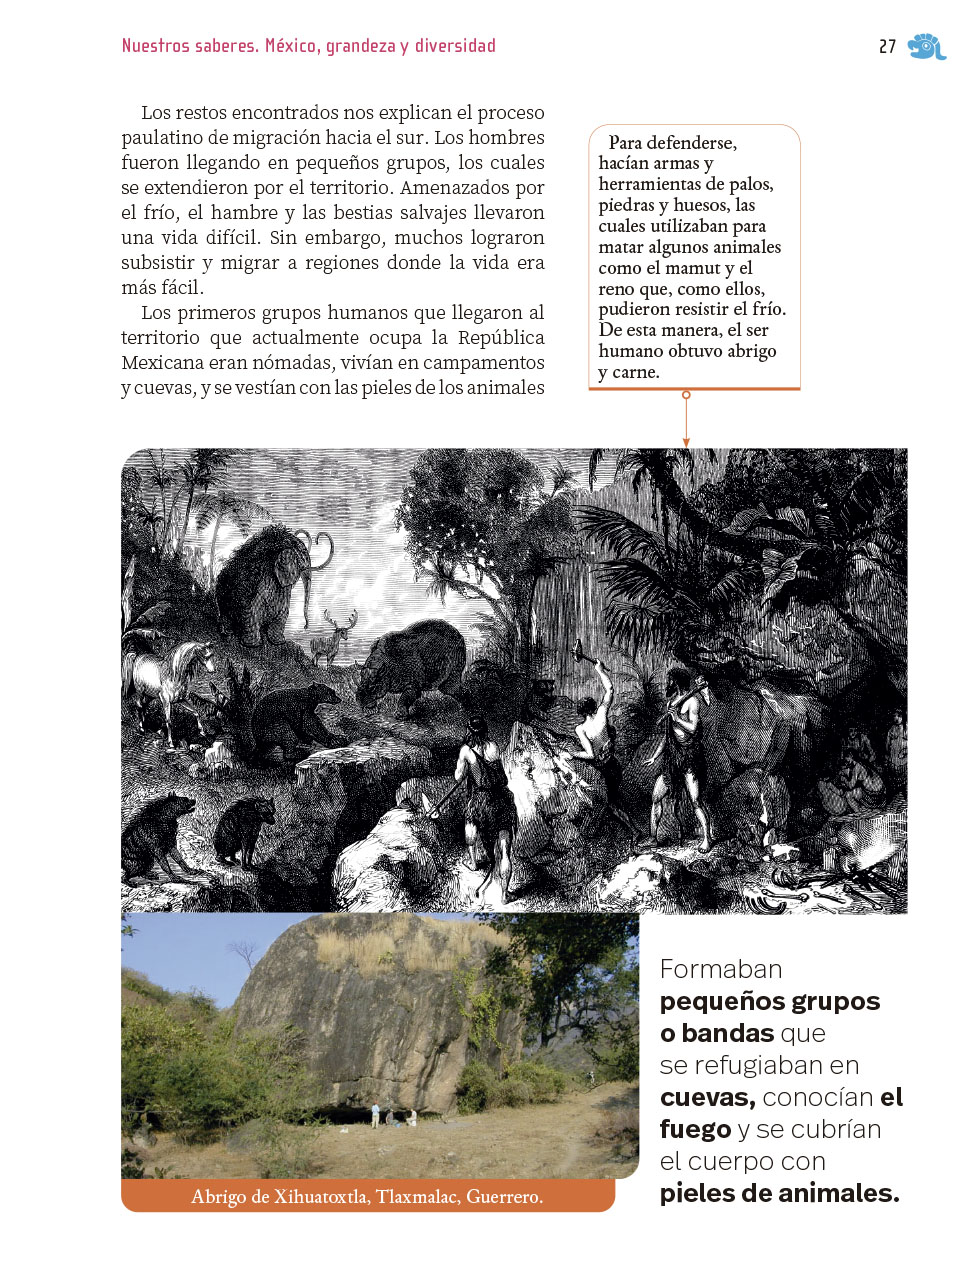 Nuestros saberes. México, grandeza y diversidad
27
Los restos encontrados nos explican el proceso
paulatino de migración hacia el sur. Los hombres
fueron llegando en pequeños grupos, los cuales
se extendieron por el territorio. Amenazados por
el frío, el hambre y las bestias salvajes llevaron
una vida difícil. Sin embargo, muchos lograron
subsistir y migrar a regiones donde la vida era
más fácil.
Los primeros grupos humanos que llegaron al
territorio que actualmente ocupa la República
Mexicana eran nómadas, vivían en campamentos
y cuevas, y se vestían con las pieles de los animales
Para defenderse,
hacían armas y
herramientas de palos,
piedras y huesos, las
cuales utilizaban para
matar algunos animales
como el mamut y el
reno que, como ellos,
pudieron resistir el frío.
De esta manera, el ser
humano obtuvo abrigo
y carne.
Abrigo de Xihuatoxtla, Tlaxmalac, Guerrero.
Formaban
pequeños grupos
o bandas que
se refugiaban en
cuevas, conocían el
fuego y se cubrían
el cuerpo con
pieles de animales.